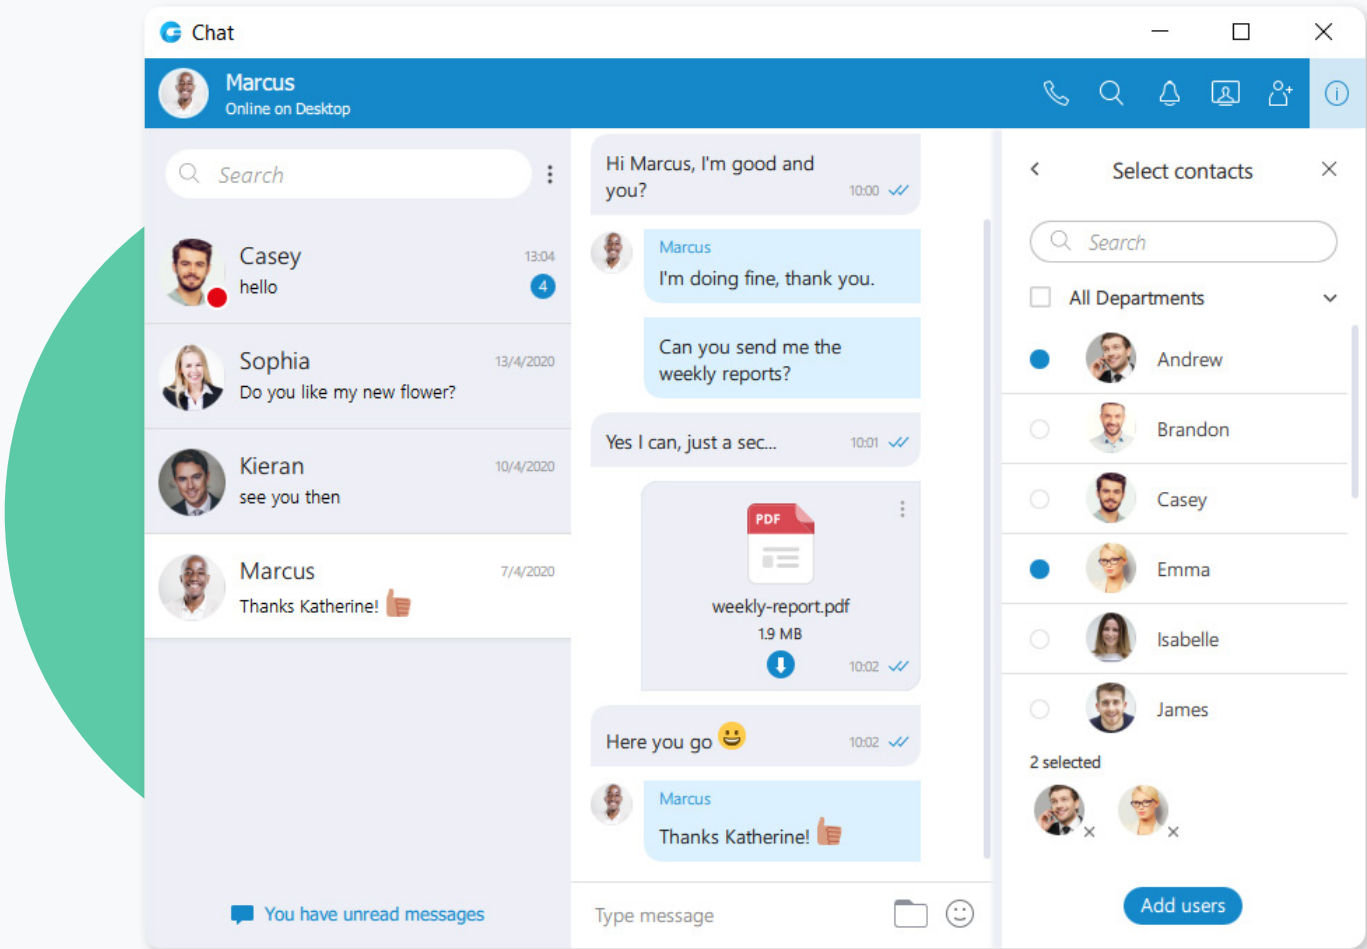 Chat
Marcus
Online on Desktop
Search
Casey
13:04
hello
4
Sophia
13/4/2020
Do you like my new flower?
Kieran
10/4/2020
see you then
Marcus
7/4/2020
Thanks Katherine!
You have unread messages
Hi Marcus, I'm good and
you?
10:00
Marcus
I'm doing fine, thank you.
Can you send me the
weekly reports?
Yes I can, just a sec...
10:01
PDF
weekly-report.pdf
1.9 MB
10:02
Here you go
10:02
Marcus
Thanks Katherine!
Type message
Select contacts
Search
All Departments
Andrew
Brandon
Casey
Emma
Isabelle
James
2 selected
Add users